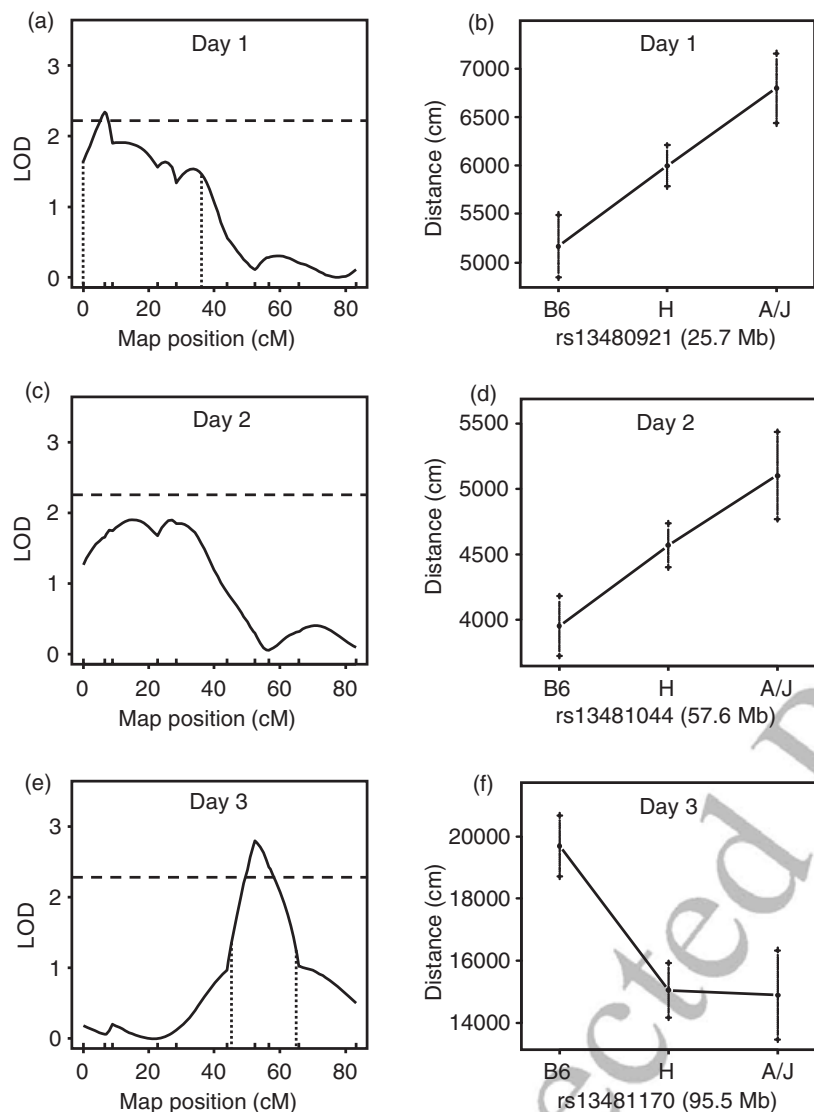 (a)
Day 1
3
2
1
0
LOD
0 20 40 60 80
Map position (cM)
(b)
Day 1
7000
6500
6000
5500
5000
Distance (cm)
B6 H A/J
rs13480921 (25.7 Mb)
(c)
Day 2
3
2
1
0
LOD
0 20 40 60 80
Map position (cM)
(d)
Day 2
5500
5000
4500
4000
Distance (cm)
B6 H A/J
rs13481044 (57.6 Mb)
(e)
Day 3
3
2
1
0
LOD
0 20 40 60 80
Map position (cM)
(f)
Day 3
20000
18000
15000
14000
Distance (cm)
B6 H A/J
rs13481170 (95.5 Mb)
ected